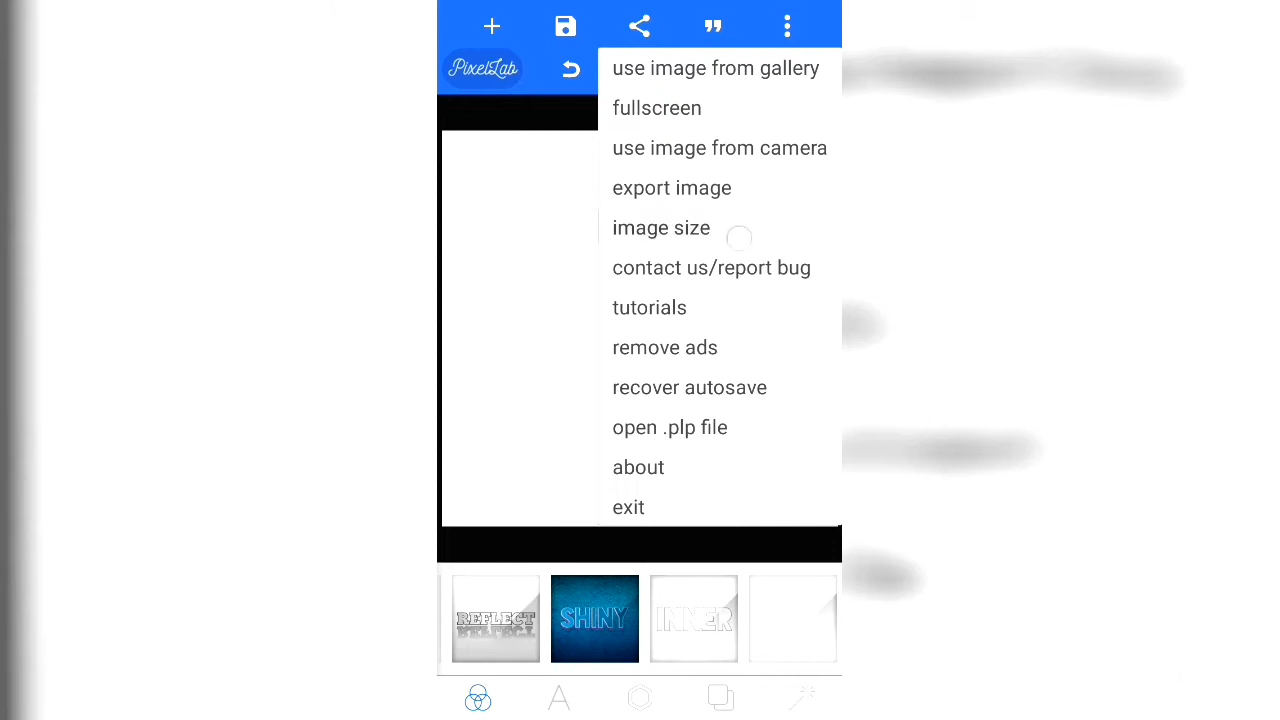 PixelLab
use image from gallery
fullscreen
use image from camera
export image
image size
contact us/report bug
tutorials
remove ads
recover autosave
open .plp file
about
exit
REFLECT
SHINY
INNER